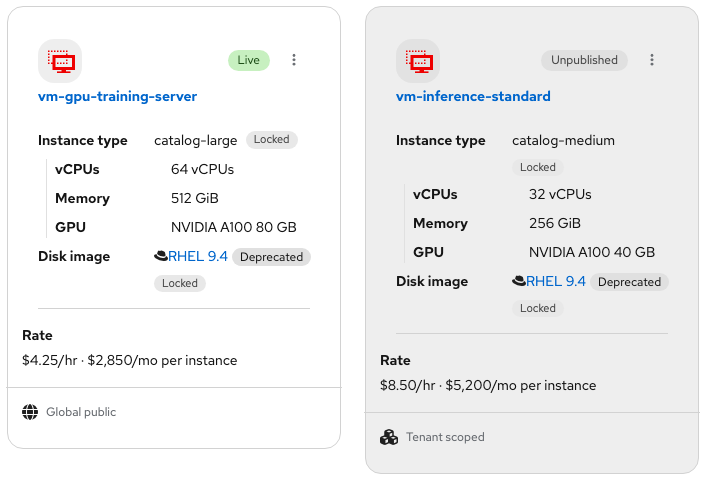 Live
vm-gpu-training-server
Instance type catalog-large Locked
vCPUs 64 vCPUs
Memory 512 GiB
GPU NVIDIA A100 80 GB
Disk image RHEL 9.4 Deprecated
Locked
Rate
$4.25/hr · $2,850/mo per instance
Global public
Unpublished
vm-inference-standard
Instance type catalog-medium
Locked
vCPUs 32 vCPUs
Memory 256 GiB
GPU NVIDIA A100 40 GB
Disk image RHEL 9.4 Deprecated
Locked
Rate
$8.50/hr · $5,200/mo per instance
Tenant scoped